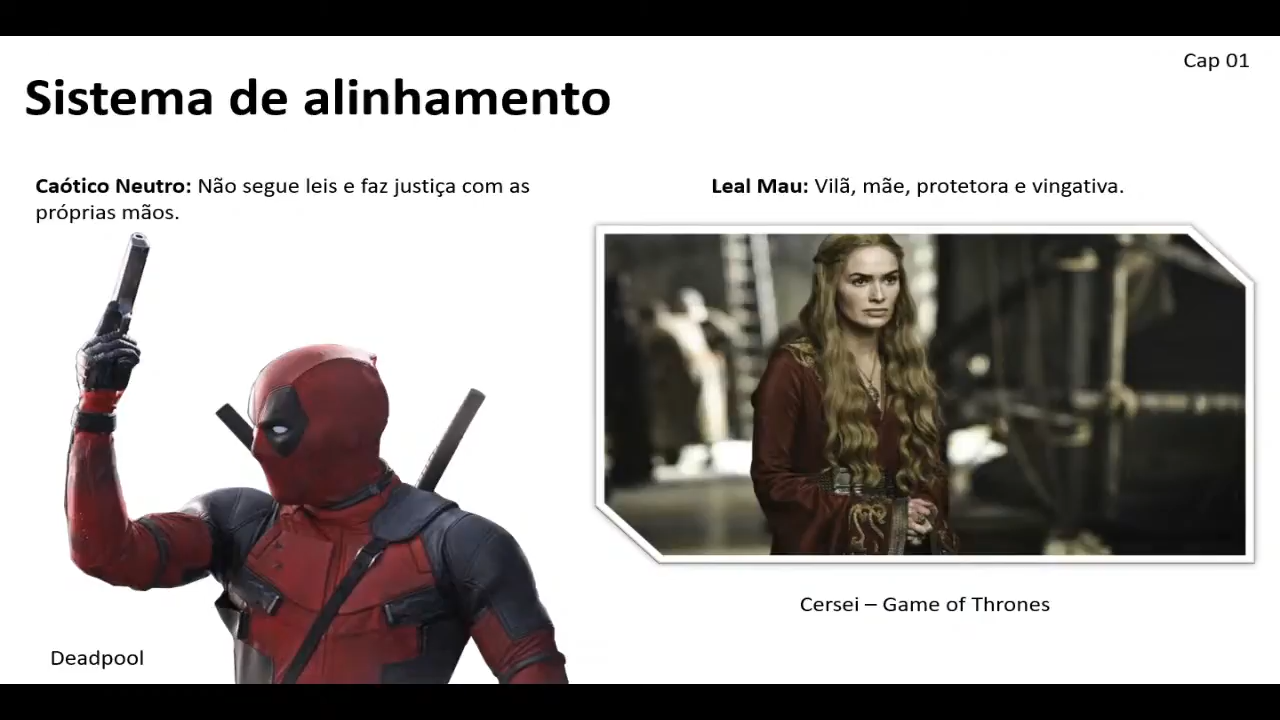 Cap 01
Sistema de alinhamento
Caótico Neutro: Não segue leis e faz justiça com as
próprias mãos.
Leal Mau: Vilã, mãe, protetora e vingativa.
Cersei – Game of Thrones
Deadpool